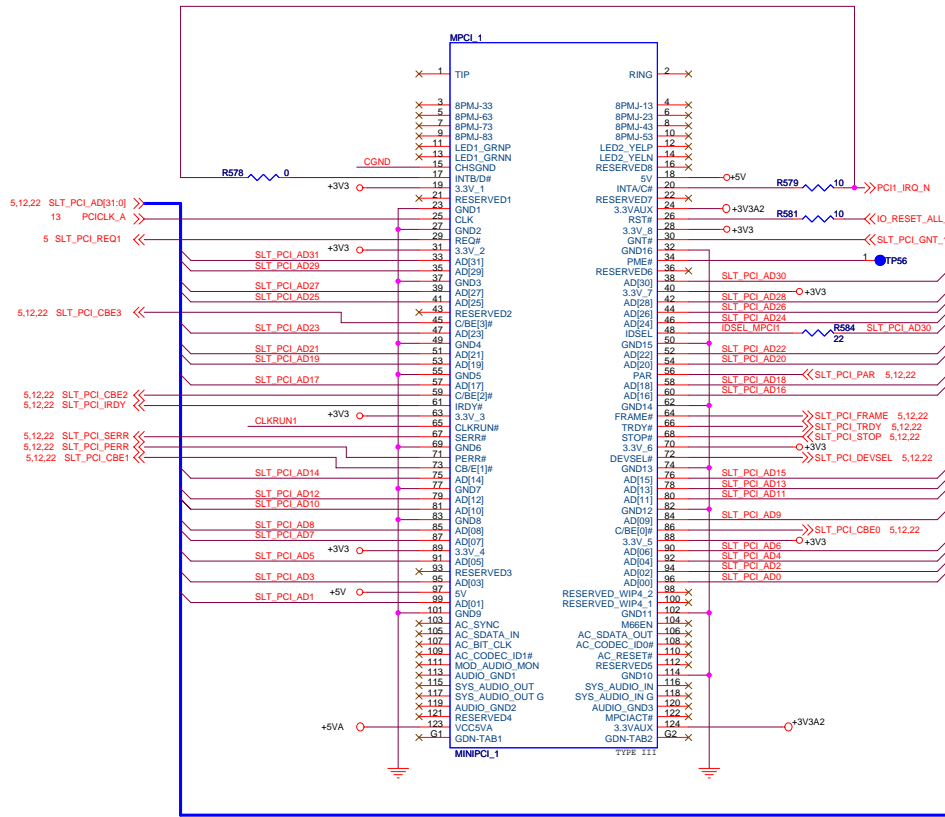 MPCI_1
1 TIP RING 2
3 8PMJ-33 8PMJ-13 4
5 8PMJ-63 8PMJ-23 6
7 8PMJ-73 8PMJ-43 8
9 8PMJ-83 8PMJ-53 10
11 LED1_GRNP LED2_YELP 12
13 LED1_GRNN LED2_YELN 14
CGND 15 CHSGND RESERVED8 16
R578 0 17 INTB/D# 5V 18 +5V
+3V3 19 3.3V_1 INTA/C# 20 R579 10 PCI1_IRQ_N
21 RESERVED1 RESERVED7 22
5,12,22 SLT_PCI_AD[31:0] 23 GND1 3.3VAUX 24 +3V3A2
13 PCICLK_A 25 CLK RST# 26 R581 10 IO_RESET_ALL_
27 GND2 3.3V_8 28 +3V3
5 SLT_PCI_REQ1 29 REQ# GNT# 30 SLT_PCI_GNT_
+3V3 31 3.3V_2 GND16 32
SLT_PCI_AD31 33 AD[31] PME# 34 1 TP56
SLT_PCI_AD29 35 AD[29] RESERVED6 36
37 GND3 AD[30] 38 SLT_PCI_AD30
SLT_PCI_AD27 39 AD[27] 3.3V_7 40 +3V3
SLT_PCI_AD25 41 AD[25] AD[28] 42 SLT_PCI_AD28
43 RESERVED2 AD[26] 44 SLT_PCI_AD26
5,12,22 SLT_PCI_CBE3 45 C/BE[3]# AD[24] 46 SLT_PCI_AD24
SLT_PCI_AD23 47 AD[23] IDSEL 48 IDSEL_MPCI1 R584 22 SLT_PCI_AD30
49 GND4 GND15 50
SLT_PCI_AD21 51 AD[21] AD[22] 52 SLT_PCI_AD22
SLT_PCI_AD19 53 AD[19] AD[20] 54 SLT_PCI_AD20
55 GND5 PAR 56 SLT_PCI_PAR 5,12,22
SLT_PCI_AD17 57 AD[17] AD[18] 58 SLT_PCI_AD18
5,12,22 SLT_PCI_CBE2 59 C/BE[2]# AD[16] 60 SLT_PCI_AD16
5,12,22 SLT_PCI_IRDY 61 IRDY# GND14 62
+3V3 63 3.3V_3 FRAME# 64 SLT_PCI_FRAME 5,12,22
CLKRUN1 65 CLKRUN# TRDY# 66 SLT_PCI_TRDY 5,12,22
5,12,22 SLT_PCI_SERR 67 SERR# STOP# 68 SLT_PCI_STOP 5,12,22
69 GND6 3.3V_6 70 +3V3
5,12,22 SLT_PCI_PERR 71 PERR# DEVSEL# 72 SLT_PCI_DEVSEL 5,12,22
5,12,22 SLT_PCI_CBE1 73 CB/E[1]# GND13 74
SLT_PCI_AD14 75 AD[14] AD[15] 76 SLT_PCI_AD15
77 GND7 AD[13] 78 SLT_PCI_AD13
SLT_PCI_AD12 79 AD[12] AD[11] 80 SLT_PCI_AD11
SLT_PCI_AD10 81 AD[10] GND12 82
83 GND8 AD[09] 84 SLT_PCI_AD9
SLT_PCI_AD8 85 AD[08] C/BE[0]# 86 SLT_PCI_CBE0 5,12,22
SLT_PCI_AD7 87 AD[07] 3.3V_5 88 +3V3
+3V3 89 3.3V_4 AD[06] 90 SLT_PCI_AD6
SLT_PCI_AD5 91 AD[05] AD[04] 92 SLT_PCI_AD4
93 RESERVED3 AD[02] 94 SLT_PCI_AD2
SLT_PCI_AD3 95 AD[03] AD[00] 96 SLT_PCI_AD0
+5V 97 5V RESERVED_WIP4_2 98
SLT_PCI_AD1 99 AD[01] RESERVED_WIP4_1 100
101 GND9 GND11 102
103 AC_SYNC M66EN 104
105 AC_SDATA_IN AC_SDATA_OUT 106
107 AC_BIT_CLK AC_CODEC_ID0# 108
109 AC_CODEC_ID1# AC_RESET# 110
111 MOD_AUDIO_MON RESERVED5 112
113 AUDIO_GND1 GND10 114
115 SYS_AUDIO_OUT SYS_AUDIO_IN 116
117 SYS_AUDIO_OUT G SYS_AUDIO_IN G 118
119 AUDIO_GND2 AUDIO_GND3 120
121 RESERVED4 MPCIACT# 122
+5VA 123 VCC5VA 3.3VAUX 124 +3V3A2
G1 GDN-TAB1 GDN-TAB2 G2
MINIPCI_1 TYPE III